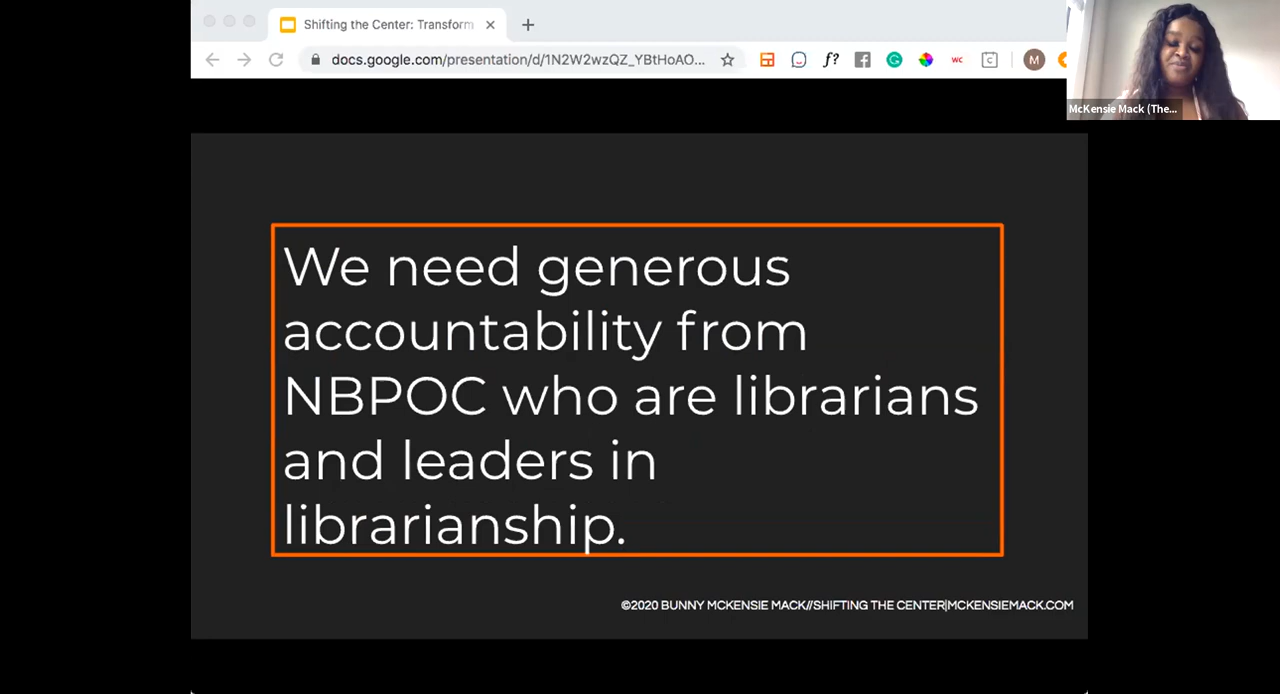 Shifting the Center: Transform
docs.google.com/presentation/d/1N2W2wzQZ_YBtHoAO...
f?
WC
C
M
McKensie Mack (The...
We need generous
accountability from
NBPOC who are librarians
and leaders in
librarianship.
©2020 BUNNY MCKENSIE MACK//SHIFTING THE CENTER|MCKENSIEMACK.COM